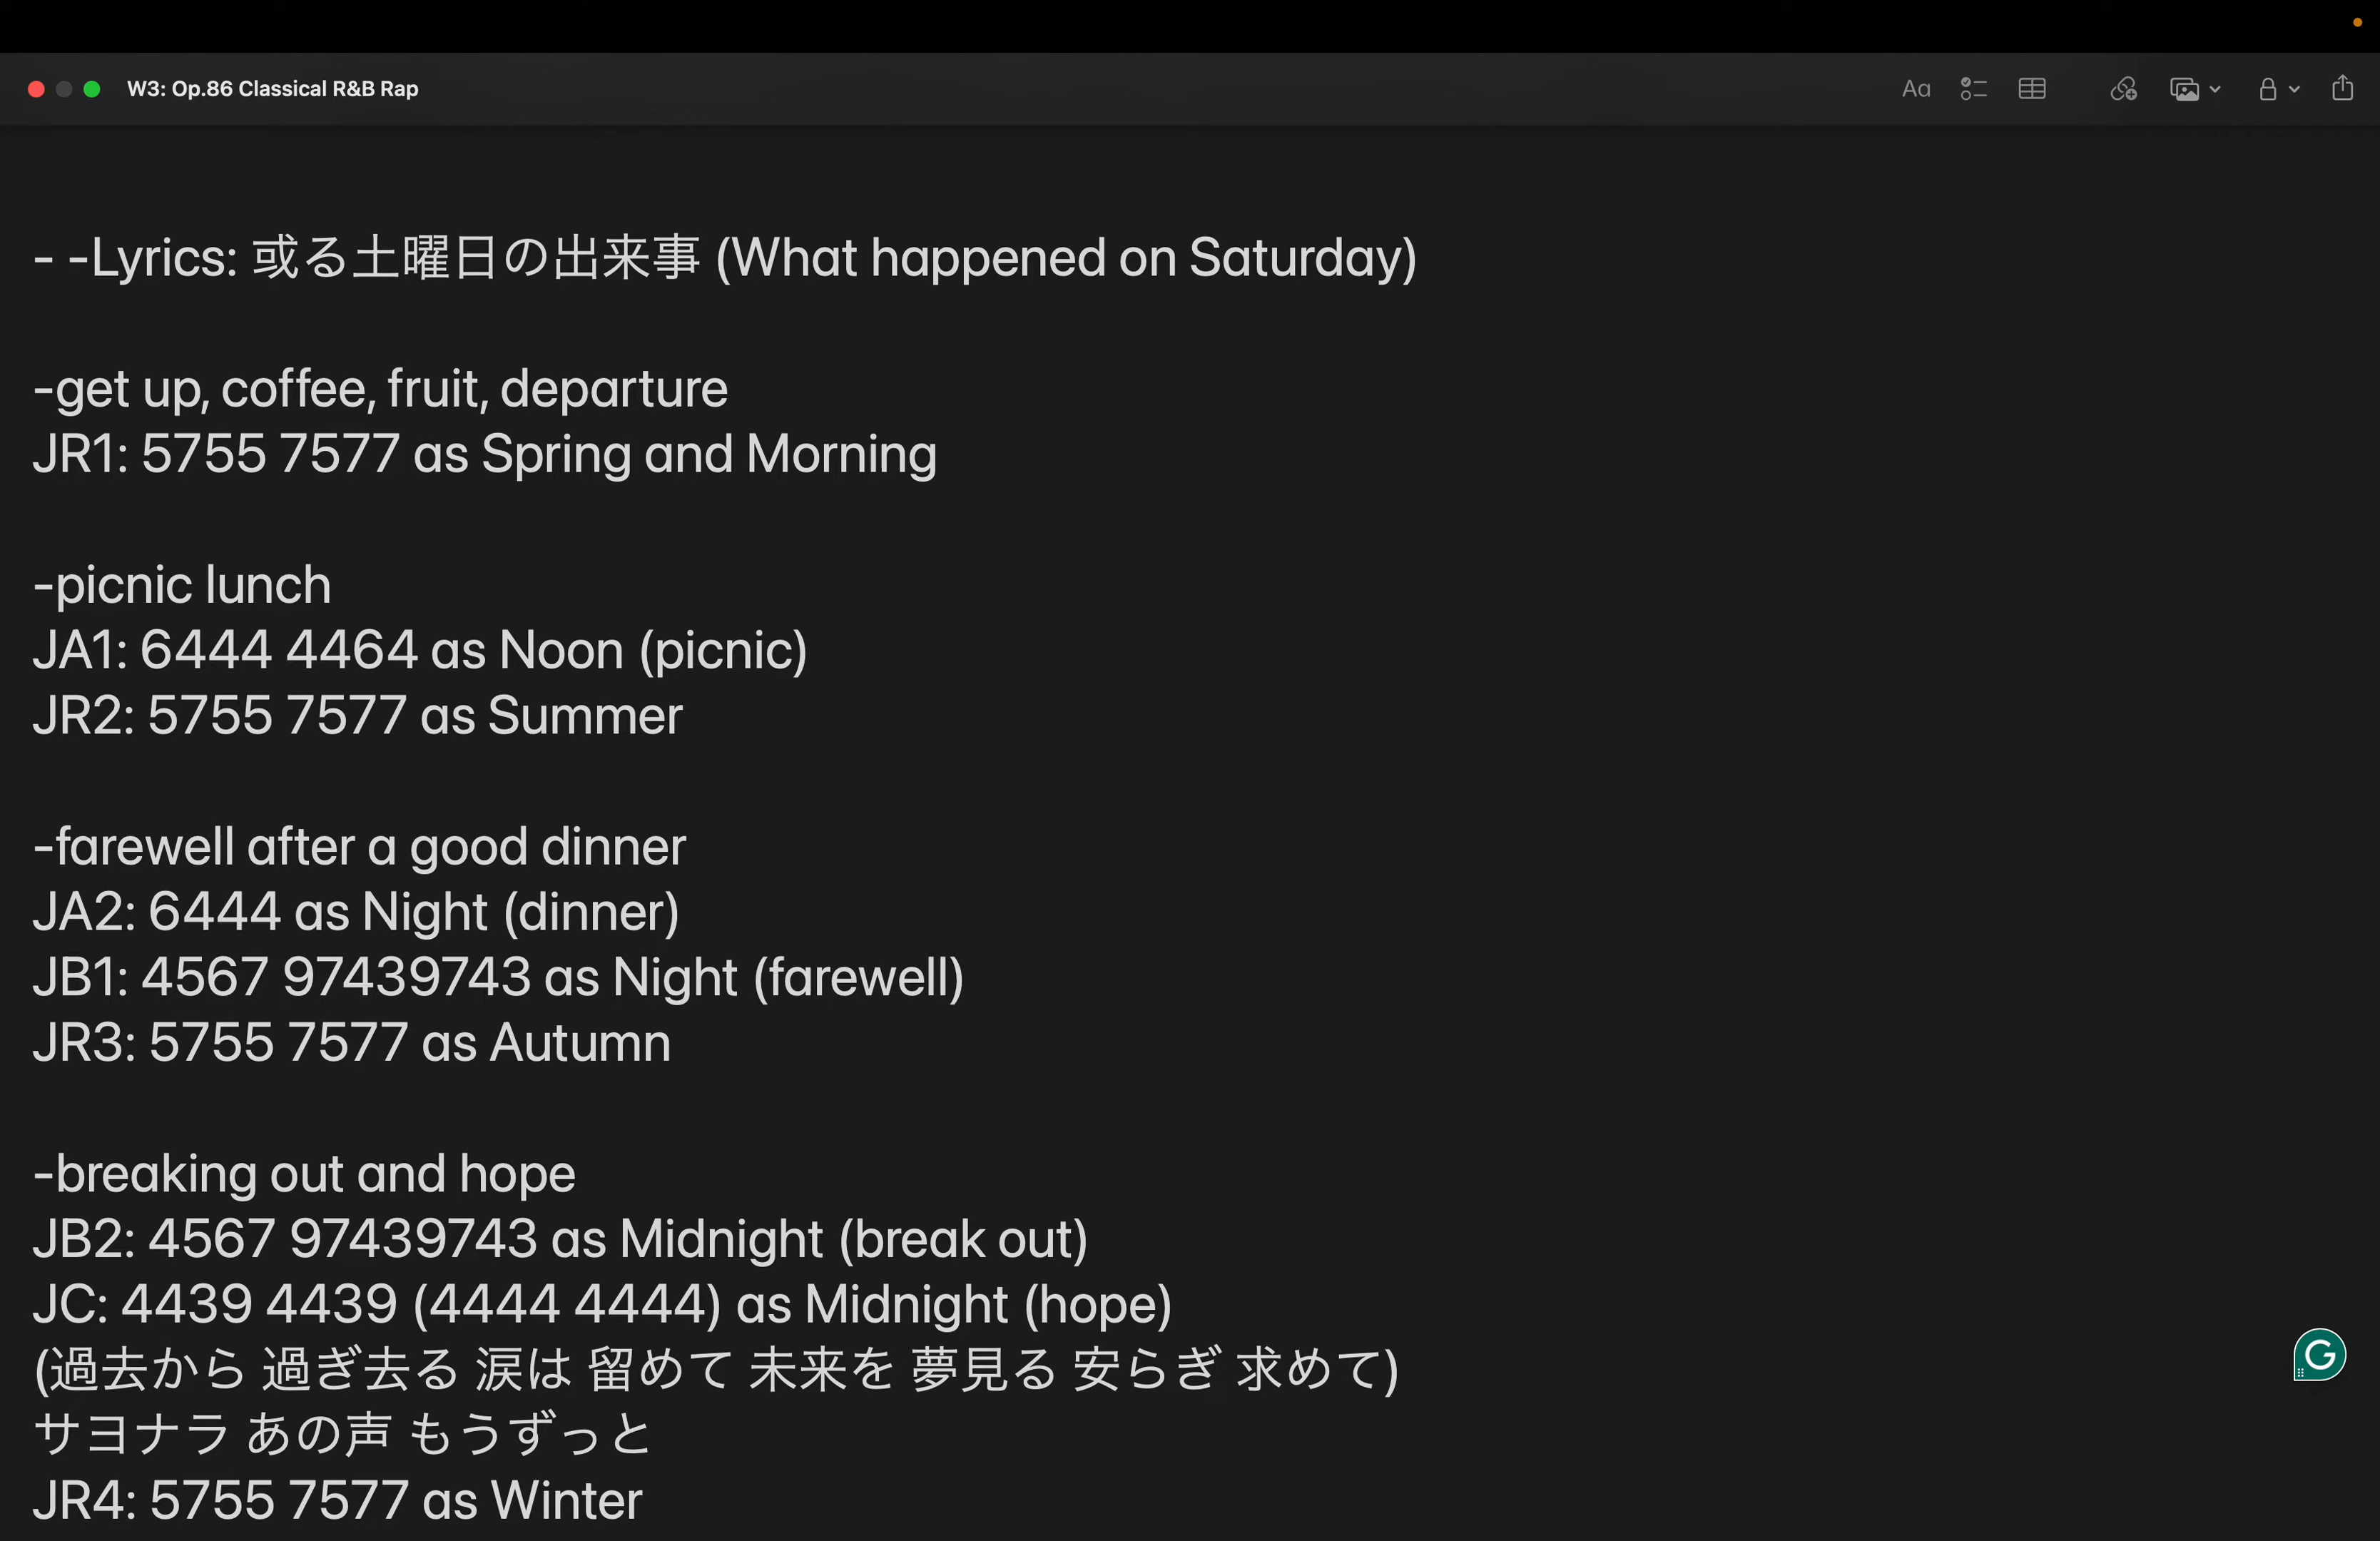 W3: Op.86 Classical R&B Rap
Aa
- -Lyrics: 或る土曜日の出来事 (What happened on Saturday)
-get up, coffee, fruit, departure
JR1: 5755 7577 as Spring and Morning
-picnic lunch
JA1: 6444 4464 as Noon (picnic)
JR2: 5755 7577 as Summer
-farewell after a good dinner
JA2: 6444 as Night (dinner)
JB1: 4567 97439743 as Night (farewell)
JR3: 5755 7577 as Autumn
-breaking out and hope
JB2: 4567 97439743 as Midnight (break out)
JC: 4439 4439 (4444 4444) as Midnight (hope)
(過去から 過ぎ去る 涙は 留めて 未来を 夢見る 安らぎ 求めて)
サヨナラ あの声 もうずっと
JR4: 5755 7577 as Winter